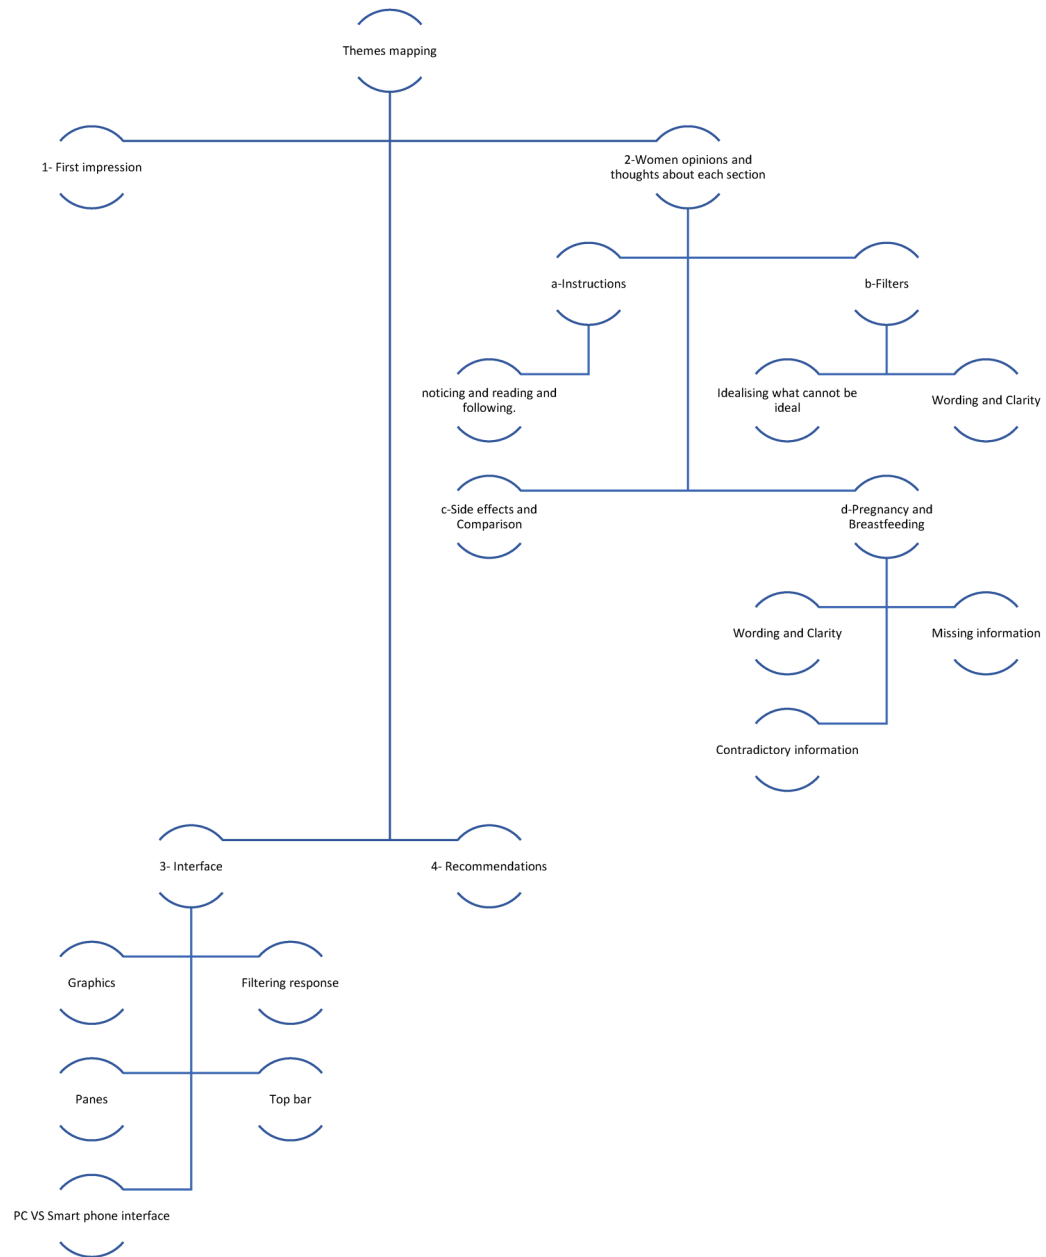 Themes mapping
1- First impression
2-Women opinions and
thoughts about each section
a-Instructions
b-Filters
noticing and reading and
following.
Idealising what cannot be
ideal
Wording and Clarity
c-Side effects and
Comparison
d-Pregnancy and
Breastfeeding
Wording and Clarity
Missing information
Contradictory information
3- Interface
4- Recommendations
Graphics
Filtering response
Panes
Top bar
PC VS Smart phone interface